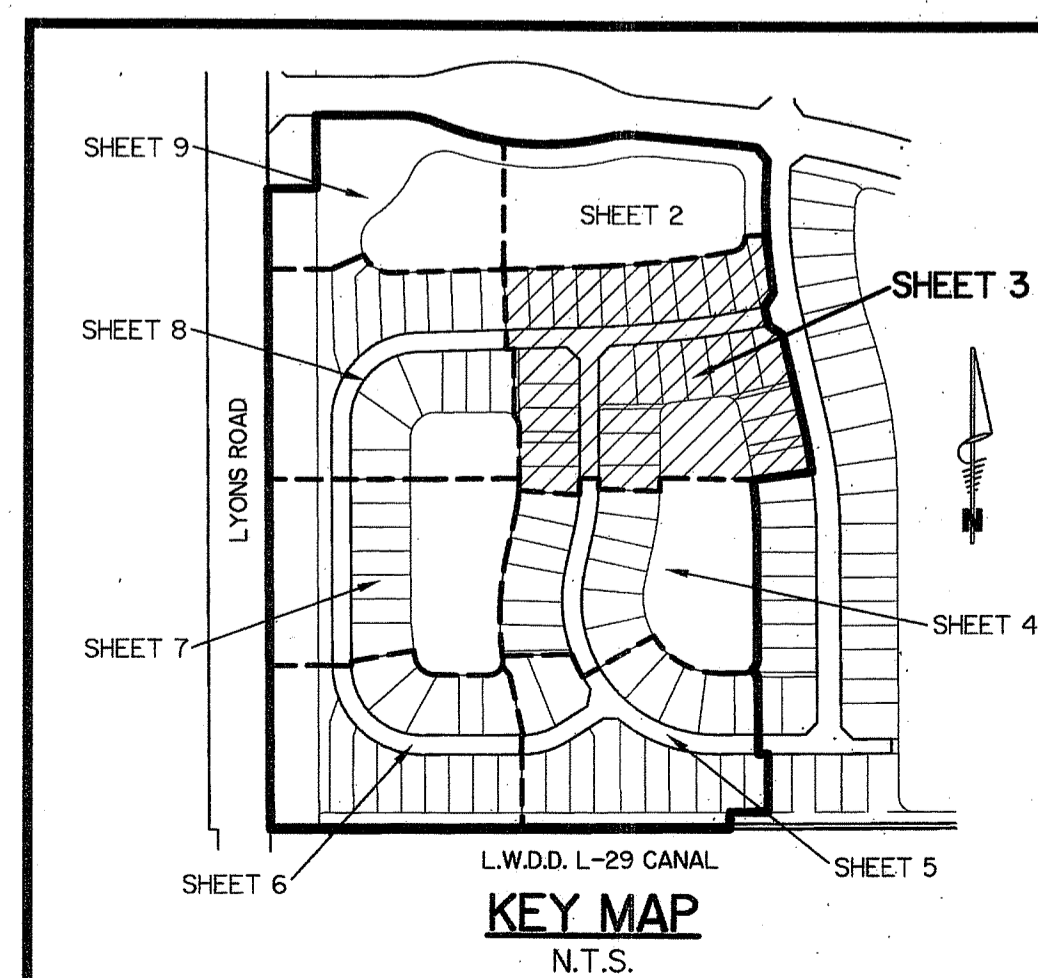 SHEET 9
SHEET 2
SHEET 3
SHEET 8
LYONS ROAD
N
SHEET 7
SHEET 4
SHEET 6
L.W.D.D. L-29 CANAL
SHEET 5
KEY MAP
N.T.S.